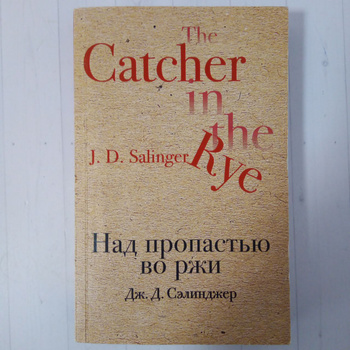 The
Catcher
in
the
J. D. Salinger Rye
Над пропастью
во ржи
Дж. Д. Сэлинджер